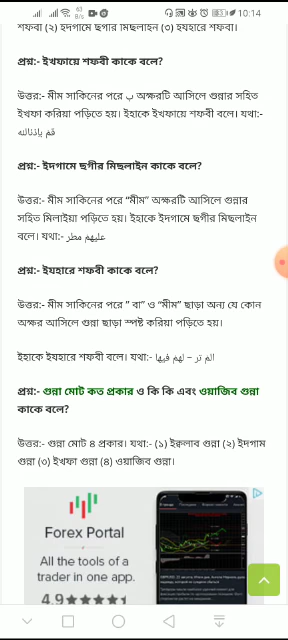 63
B/s
82
10:14
শফবী (২) ইদগামে ছগীর মিছলাইন (৩) ইযহারে শফবী।
প্রশ্ন:- ইখফায়ে শফবী কাকে বলে?
উত্তর:- মীম সাকিনের পরে ب অক্ষরটি আসিলে গুন্নার সহিত
ইখফা করিয়া পড়িতে হয়। ইহাকে ইখফায়ে শফবী বলে। যথা:-
قم ياذنالله
প্রশ্ন:- ইদগামে ছগীর মিছলাইন কাকে বলে?
উত্তর:- মীম সাকিনের পরে "মীম" অক্ষরটি আসিলে গুন্নার
সহিত মিলাইয়া পড়িতে হয়। ইহাকে ইদগামে ছগীর মিছলাইন
বলে। যথা:- عليهم مطر
প্রশ্ন:- ইযহারে শফবী কাকে বলে?
উত্তর:- মীম সাকিনের পরে " বা" ও "মীম" ছাড়া অন্য যে কোন
অক্ষর আসিলে গুন্না ছাড়া স্পষ্ট করিয়া পড়িতে হয়।
ইহাকে ইযহারে শফবী বলে। যথা:- الم تر – لهم فيها
প্রশ্ন:- গুন্না মোট কত প্রকার ও কি কি এবং ওয়াজিব গুন্না
কাকে বলে?
উত্তর:- গুন্না মোট ৪ প্রকার। যথা:- (১) ইক্বলাব গুন্না (২) ইদগাম
গুন্না (৩) ইখফা গুন্না (৪) ওয়াজিব গুন্না।
Forex Portal
All the tools of a
trader in one app.
4.9★★★★★